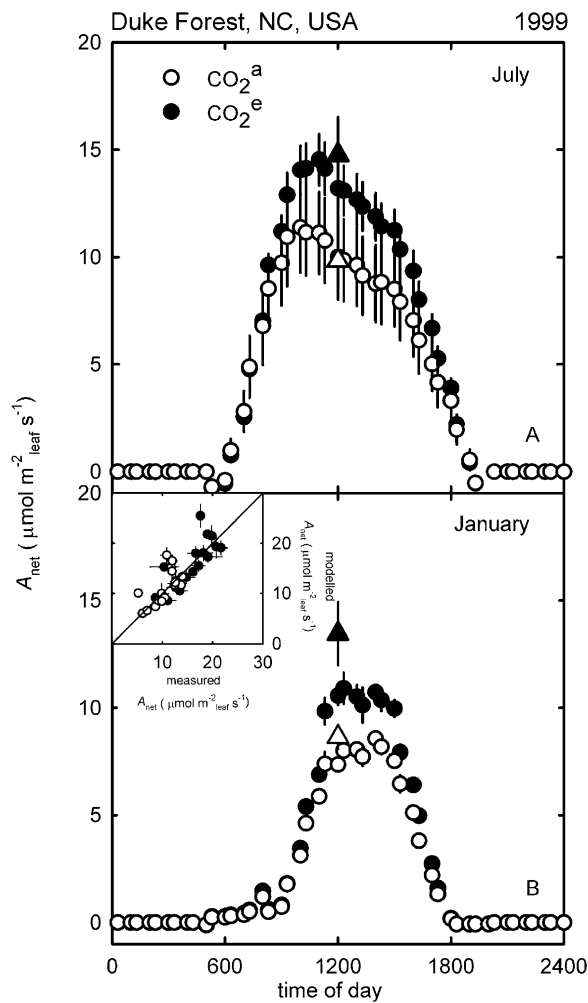 Duke Forest, NC, USA 1999
20
July
CO2a
CO2e
15
10
5
A
0
Anet ( μmol m-2leaf s-1)
20
January
15
10
5
B
0
30
20
10
0
modelled
Anet ( μmol m-2leaf s-1)
10 20 30
measured
Anet ( μmol m-2leaf s-1)
0 600 1200 1800 2400
time of day